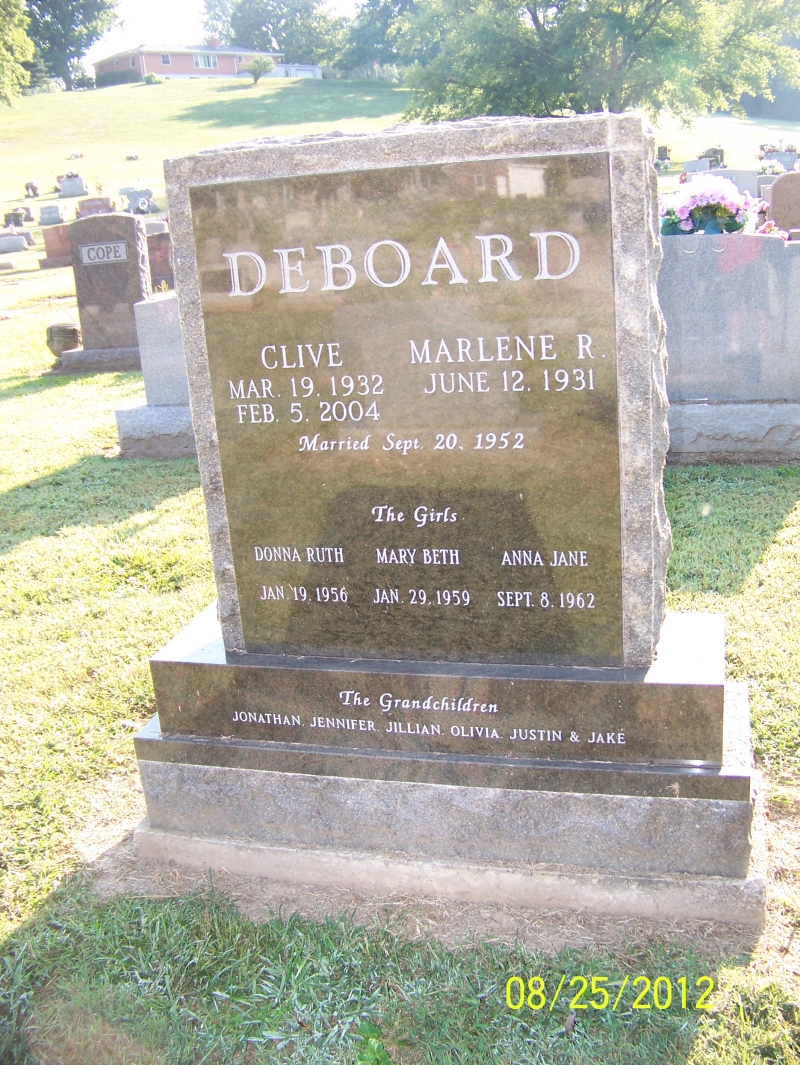 COPE
DEBOARD
CLIVE MARLENE R.
MAR. 19, 1932 JUNE 12, 1931
FEB. 5, 2004
Married Sept. 20, 1952
The Girls
DONNA RUTH MARY BETH ANNA JANE
JAN. 19, 1956 JAN. 29, 1959 SEPT. 8, 1962
The Grandchildren
JONATHAN, JENNIFER, JILLIAN, OLIVIA, JUSTIN & JAKE
08/25/2012